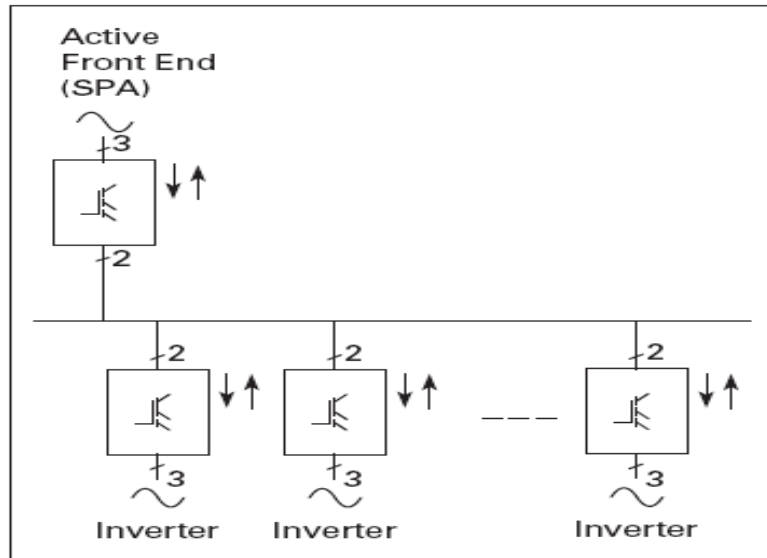 Active
Front End
(SPA)
3
2
2 2 2
3 3 3
Inverter Inverter Inverter